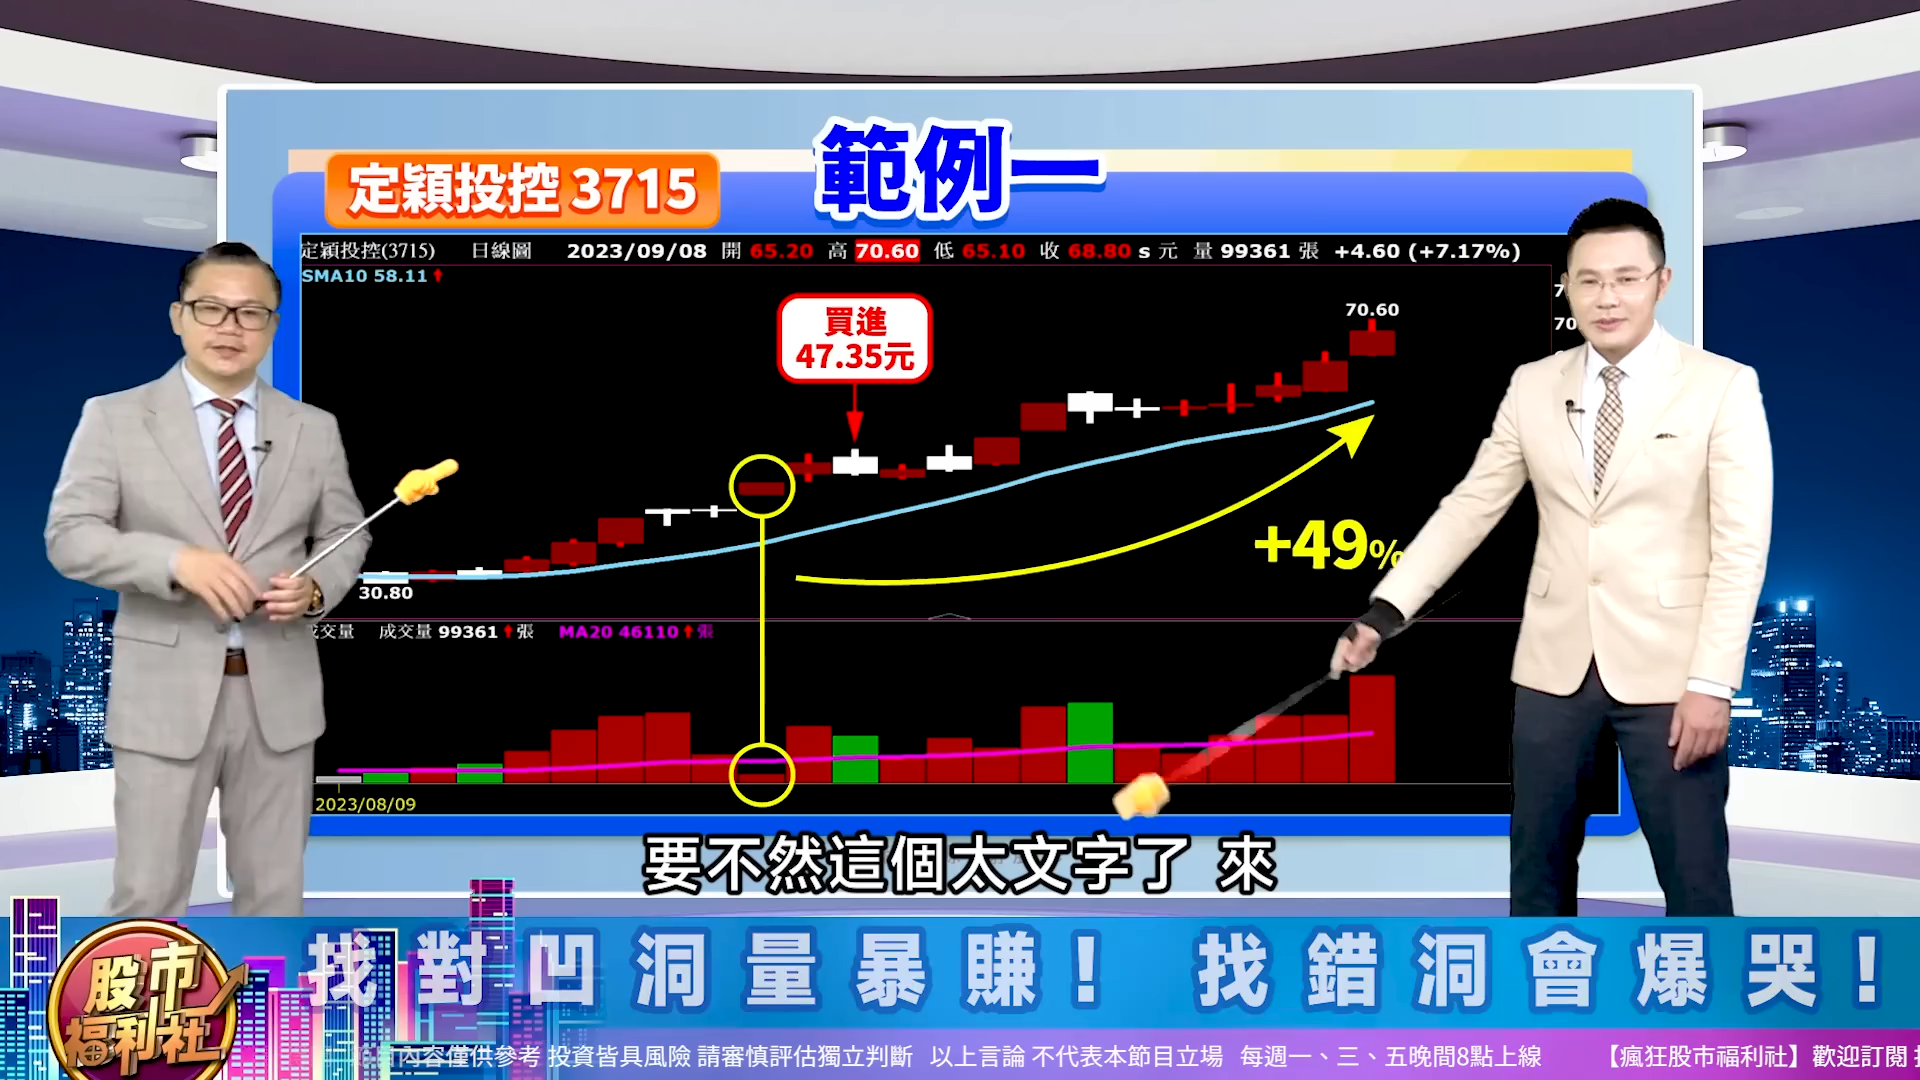 範例一
定穎投控 3715
定穎投控(3715) 日線圖 2023/09/08 開 65.20 高 70.60 低 65.10 收 68.80 s 元 量 99361 張 +4.60 (+7.17%)
SMA10 58.11
70.60
買進
47.35元
+49%
30.80
成交量 99361 張 MA20 46110 張
2023/08/09
要不然這個太文字了 來
找對凹洞量暴賺! 找錯洞會爆哭!
股市
福利社
內容僅供參考 投資皆具風險 請審慎評估獨立判斷 以上言論 不代表本節目立場 每週一、三、五晚間8點上線 【瘋狂股市福利社】歡迎訂閱